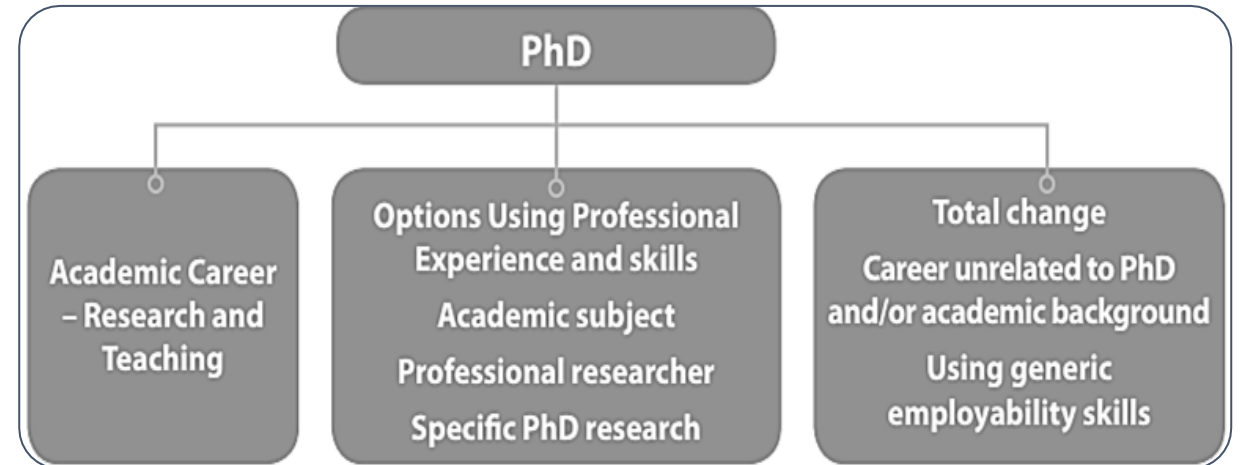 PhD
Academic Career
– Research and
Teaching
Options Using Professional
Experience and skills
Academic subject
Professional researcher
Specific PhD research
Total change
Career unrelated to PhD
and/or academic background
Using generic
employability skills